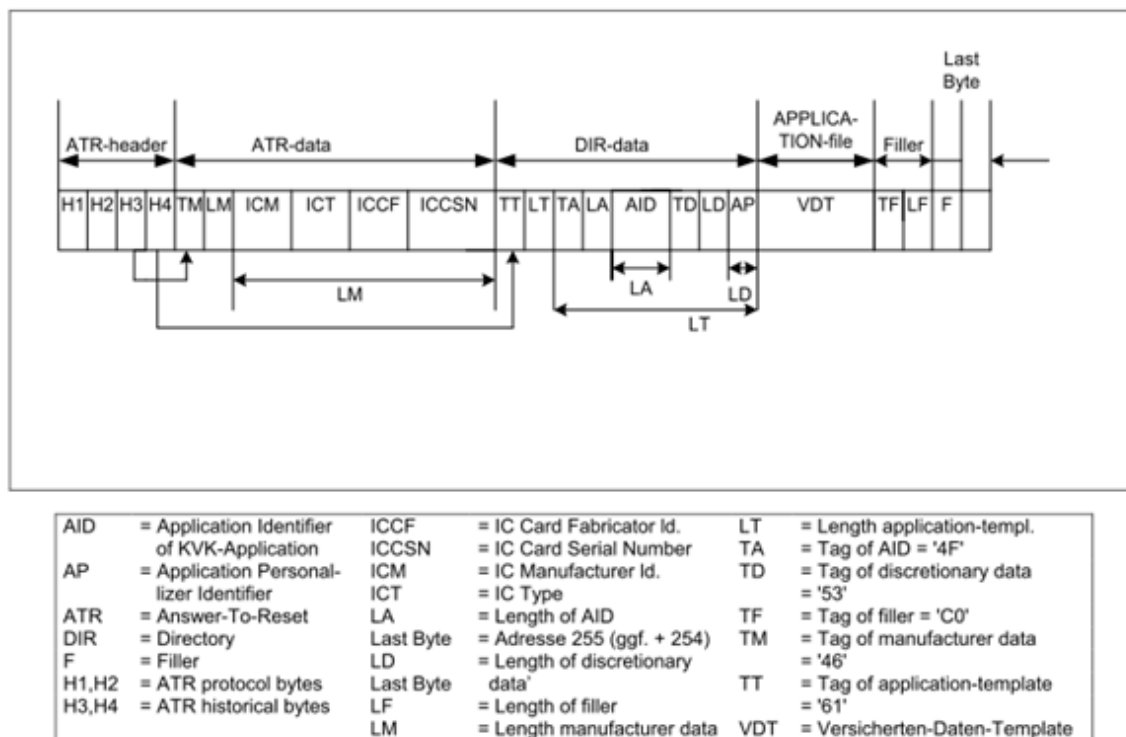 Last
Byte
APPLICA-
TION-file
ATR-header ATR-data DIR-data Filler
H1 H2 H3 H4 TM LM ICM ICT ICCF ICCSN TT LT TA LA AID TD LD AP VDT TF LF F
LM LA LD
LT
AID = Application Identifier ICCF = IC Card Fabricator Id. LT = Length application-templ.
of KVK-Application ICCSN = IC Card Serial Number TA = Tag of AID = '4F'
AP = Application Personal- ICM = IC Manufacturer Id. TD = Tag of discretionary data
lizer Identifier ICT = IC Type = '53'
ATR = Answer-To-Reset LA = Length of AID TF = Tag of filler = 'C0'
DIR = Directory Last Byte = Adresse 255 (ggf. + 254) TM = Tag of manufacturer data
F = Filler LD = Length of discretionary = '46'
H1,H2 = ATR protocol bytes Last Byte data' TT = Tag of application-template
H3,H4 = ATR historical bytes LF = Length of filler = '61'
LM = Length manufacturer data VDT = Versicherten-Daten-Template